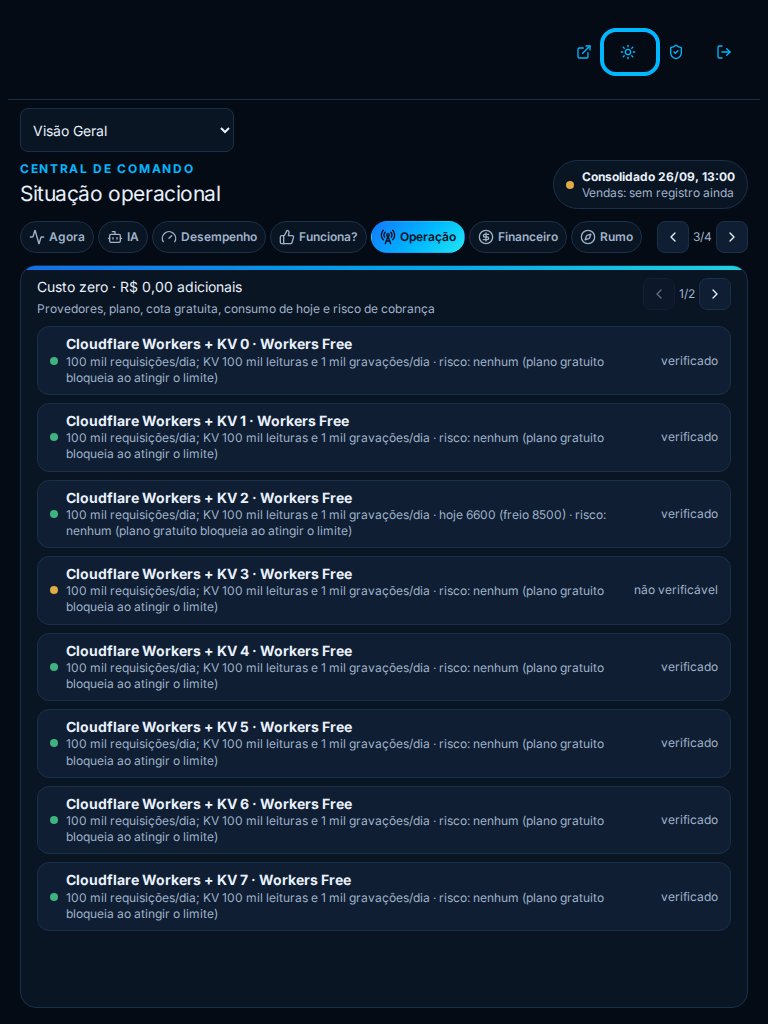 Visão Geral
CENTRAL DE COMANDO
Situação operacional
Consolidado 26/09, 13:00
Vendas: sem registro ainda
Agora
IA
Desempenho
Funciona?
Operação
Financeiro
Rumo
3/4
Custo zero · R$ 0,00 adicionais
Provedores, plano, cota gratuita, consumo de hoje e risco de cobrança
1/2
Cloudflare Workers + KV 0 · Workers Free
100 mil requisições/dia; KV 100 mil leituras e 1 mil gravações/dia · risco: nenhum (plano gratuito
bloqueia ao atingir o limite)
verificado
Cloudflare Workers + KV 1 · Workers Free
100 mil requisições/dia; KV 100 mil leituras e 1 mil gravações/dia · risco: nenhum (plano gratuito
bloqueia ao atingir o limite)
verificado
Cloudflare Workers + KV 2 · Workers Free
100 mil requisições/dia; KV 100 mil leituras e 1 mil gravações/dia · hoje 6600 (freio 8500) · risco:
nenhum (plano gratuito bloqueia ao atingir o limite)
verificado
Cloudflare Workers + KV 3 · Workers Free
100 mil requisições/dia; KV 100 mil leituras e 1 mil gravações/dia · risco: nenhum (plano gratuito
bloqueia ao atingir o limite)
não verificável
Cloudflare Workers + KV 4 · Workers Free
100 mil requisições/dia; KV 100 mil leituras e 1 mil gravações/dia · risco: nenhum (plano gratuito
bloqueia ao atingir o limite)
verificado
Cloudflare Workers + KV 5 · Workers Free
100 mil requisições/dia; KV 100 mil leituras e 1 mil gravações/dia · risco: nenhum (plano gratuito
bloqueia ao atingir o limite)
verificado
Cloudflare Workers + KV 6 · Workers Free
100 mil requisições/dia; KV 100 mil leituras e 1 mil gravações/dia · risco: nenhum (plano gratuito
bloqueia ao atingir o limite)
verificado
Cloudflare Workers + KV 7 · Workers Free
100 mil requisições/dia; KV 100 mil leituras e 1 mil gravações/dia · risco: nenhum (plano gratuito
bloqueia ao atingir o limite)
verificado